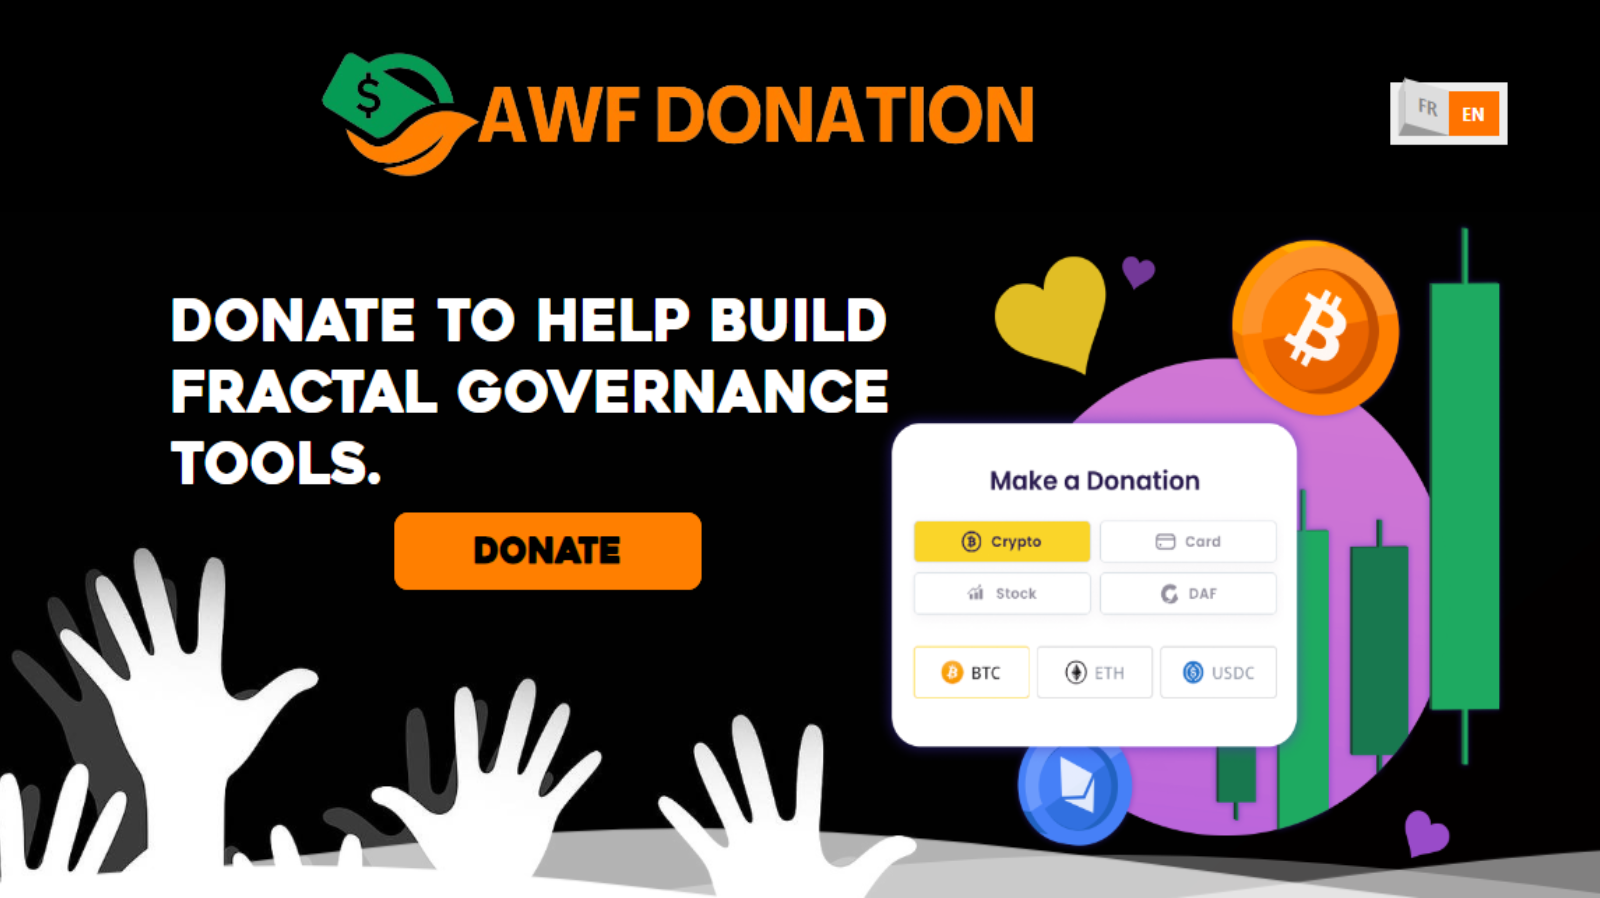 $
AWF DONATION
FR
EN
DONATE TO HELP BUILD
FRACTAL GOVERNANCE
TOOLS.
DONATE
Make a Donation
Crypto
Card
Stock
DAF
BTC
ETH
USDC